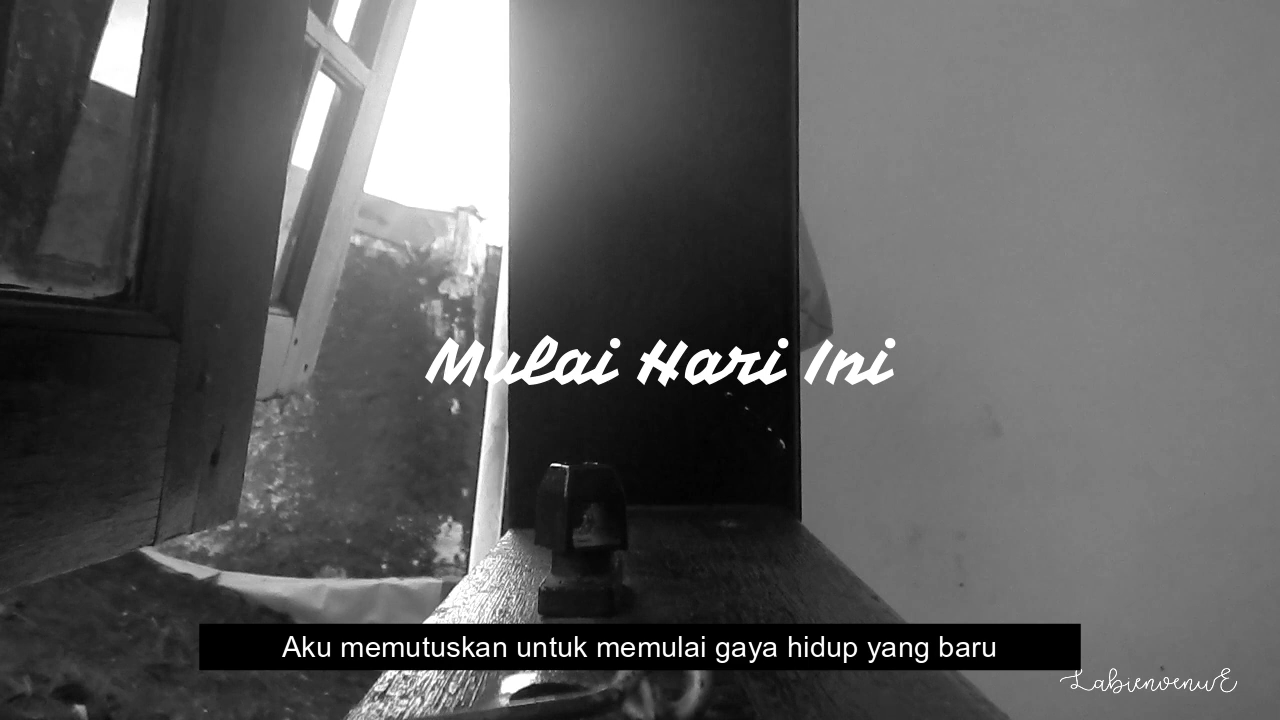 Mulai Hari Ini
Aku memutuskan untuk memulai gaya hidup yang baru
LabienvenuE